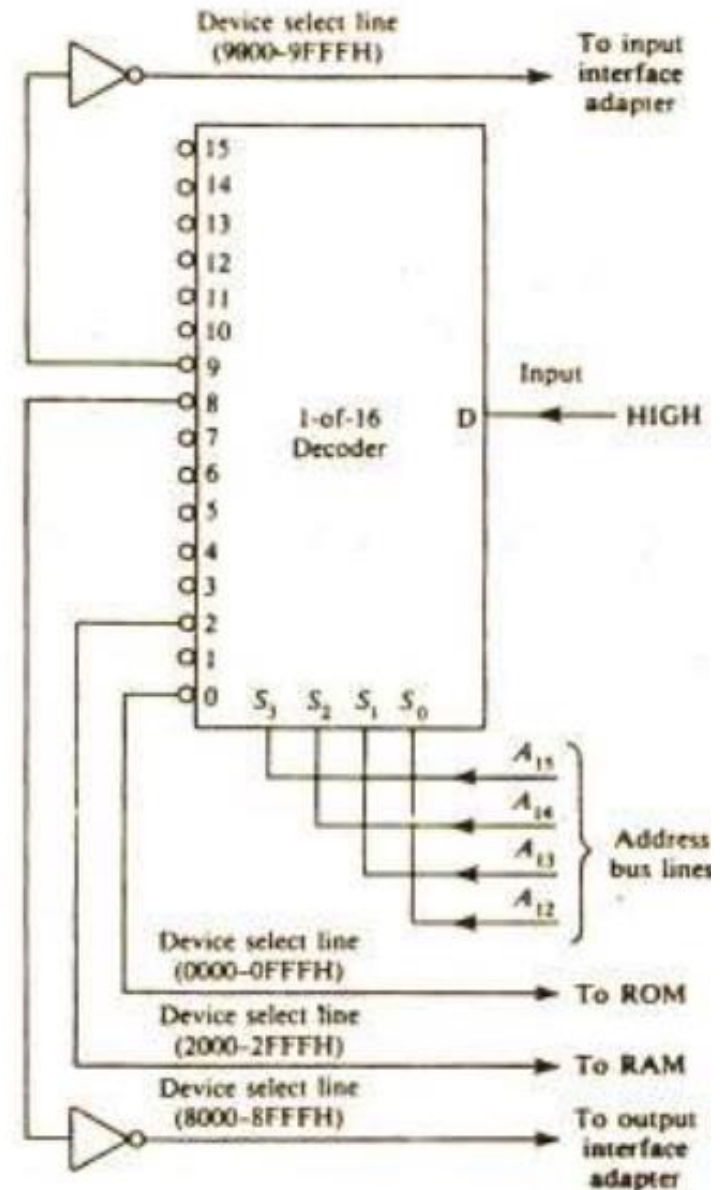 Device select line
(9000–9FFFH)
To input
interface
adapter
15
14
13
12
11
10
9
8
7
6
5
4
3
2
1
0
1-of-16
Decoder
D
Input
HIGH
S3 S2 S1 S0
A15
A14
A13
A12
Address
bus lines
Device select line
(0000–0FFFH)
To ROM
Device select line
(2000–2FFFH)
To RAM
Device select line
(8000–8FFFH)
To output
interface
adapter